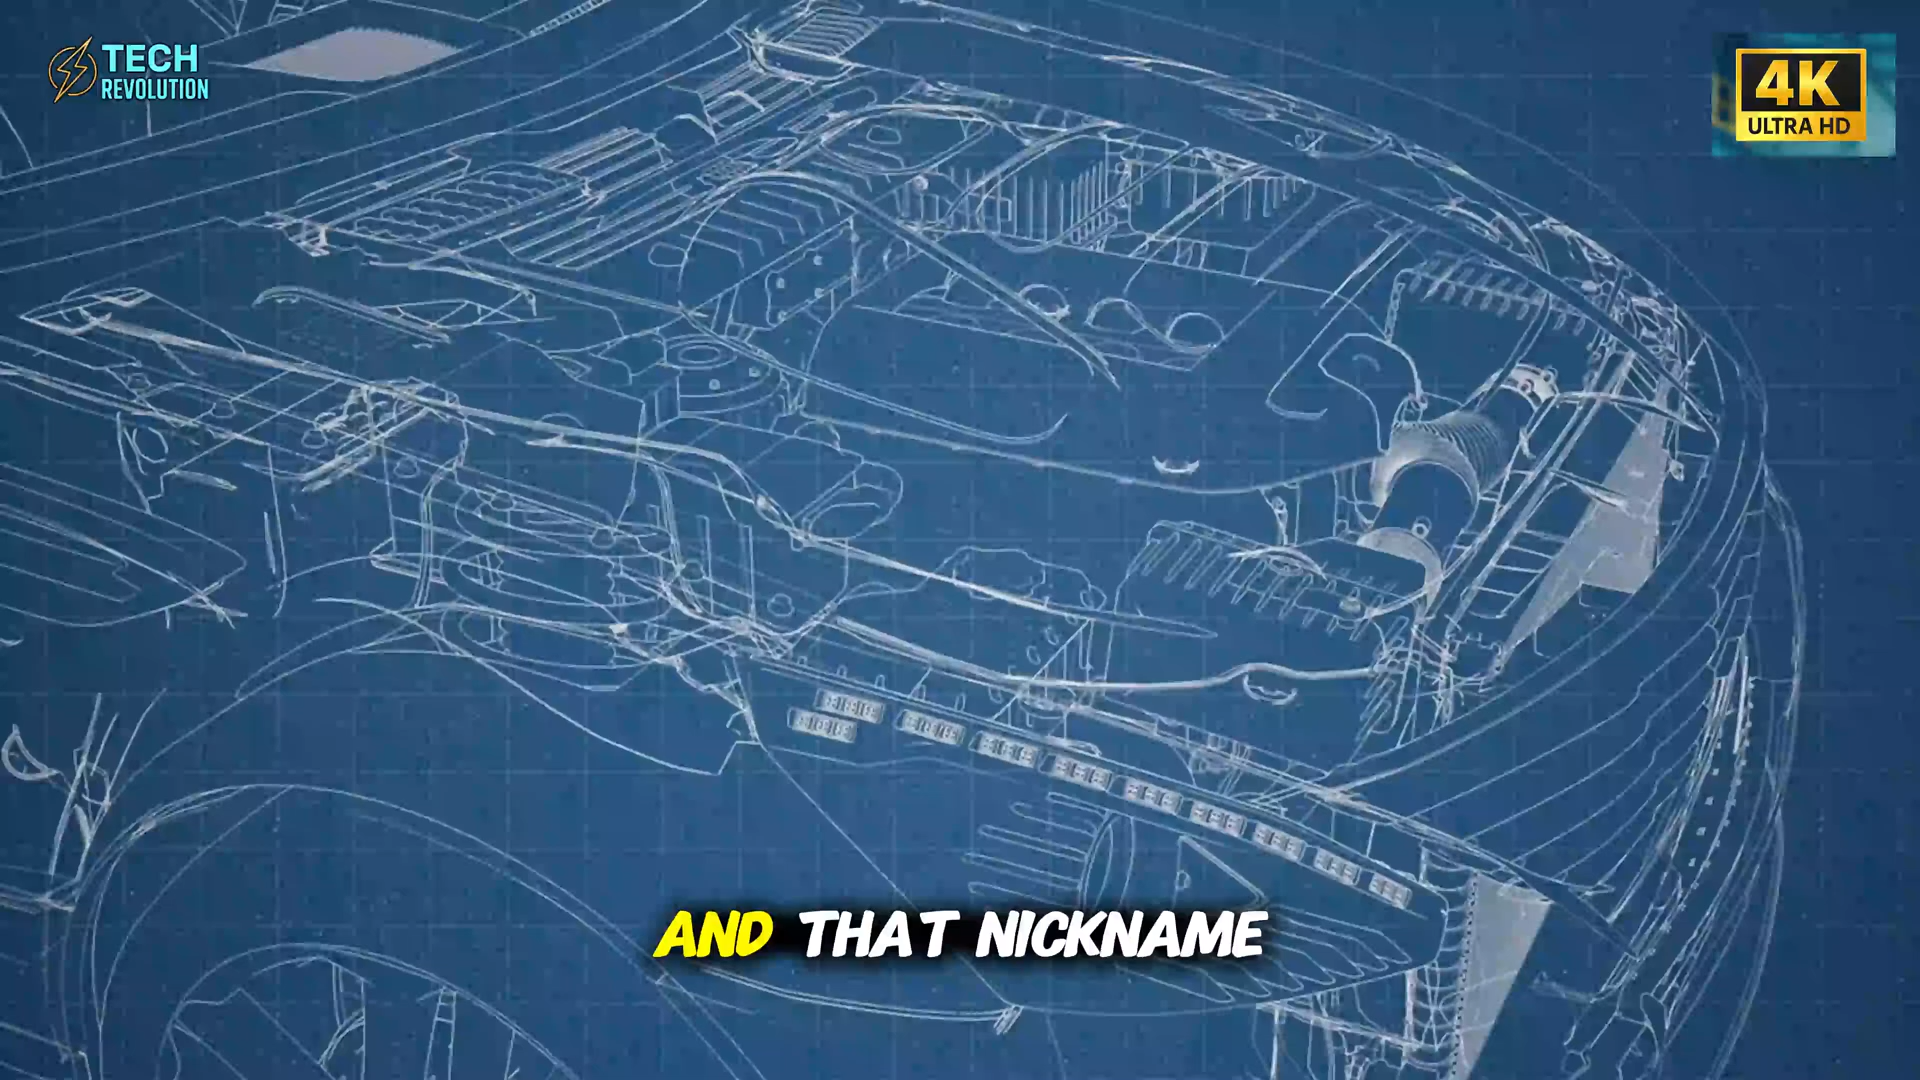 TECH
REVOLUTION
4K
ULTRA HD
AND THAT NICKNAME